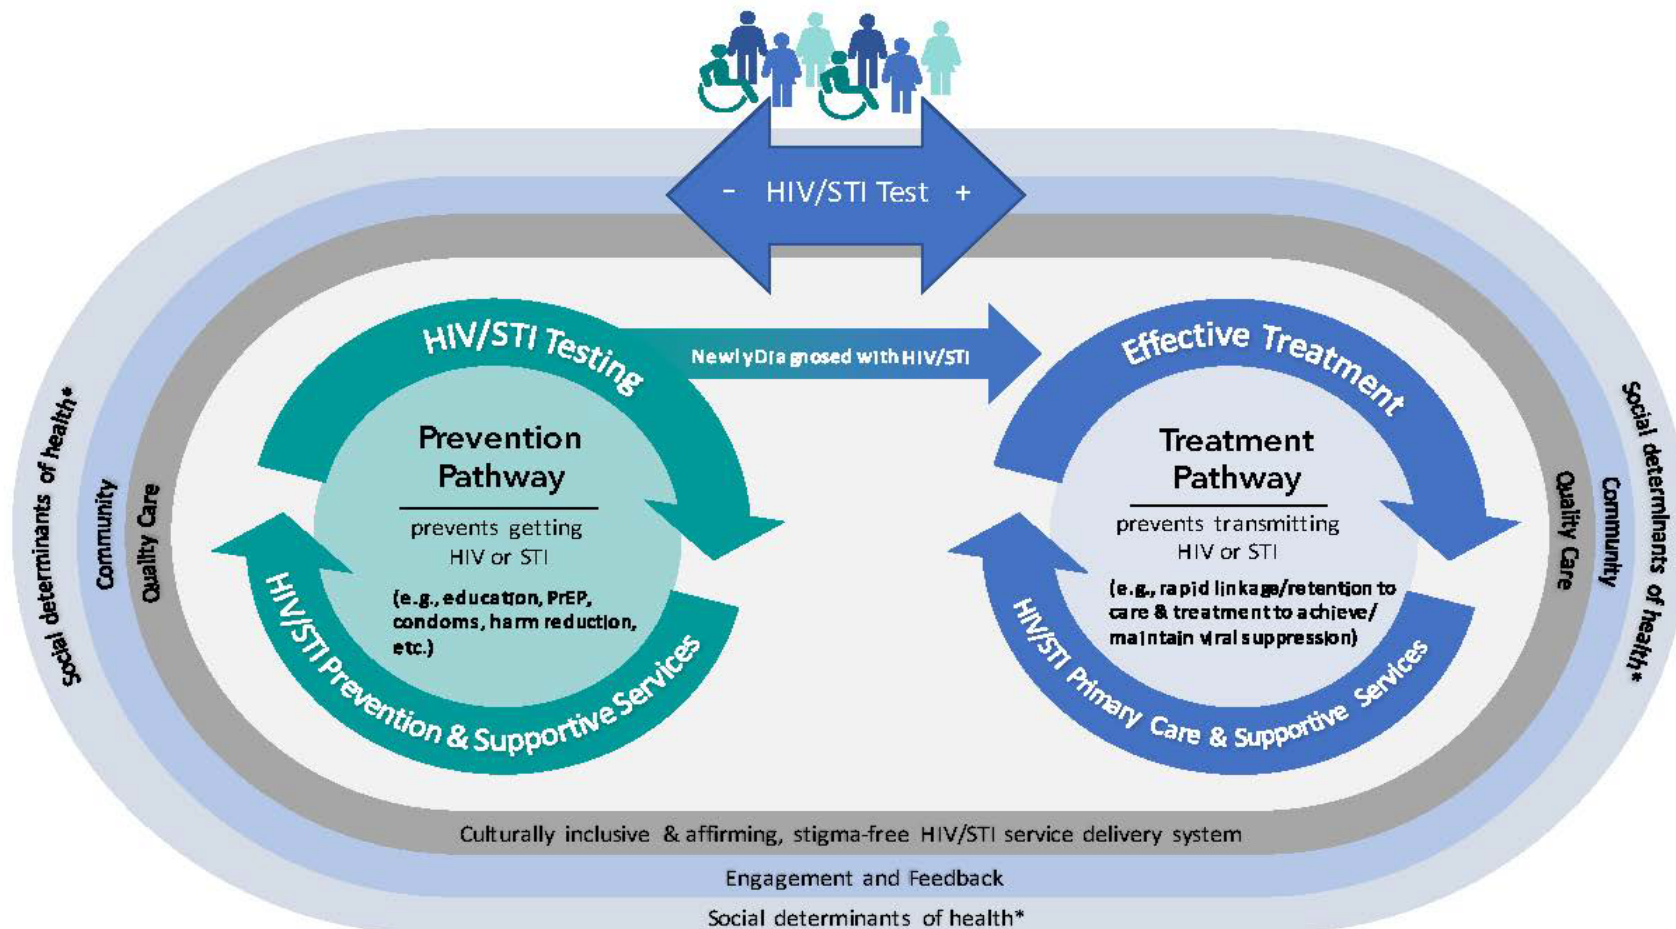 - HIV/STI Test +
HIV/STI Testing
Newly Diagnosed with HIV/STI
Effective Treatment
Prevention
Pathway
prevents getting
HIV or STI
(e.g., education, PrEP,
condoms, harm reduction,
etc.)
HIV/STI Prevention & Supportive Services
Treatment
Pathway
prevents transmitting
HIV or STI
(e.g., rapid linkage/retention to
care & treatment to achieve/
maintain viral suppression)
HIV/STI Primary Care & Supportive Services
Social determinants of health*
Community
Quality Care
Quality Care
Community
Social determinants of health*
Culturally inclusive & affirming, stigma-free HIV/STI service delivery system
Engagement and Feedback
Social determinants of health*